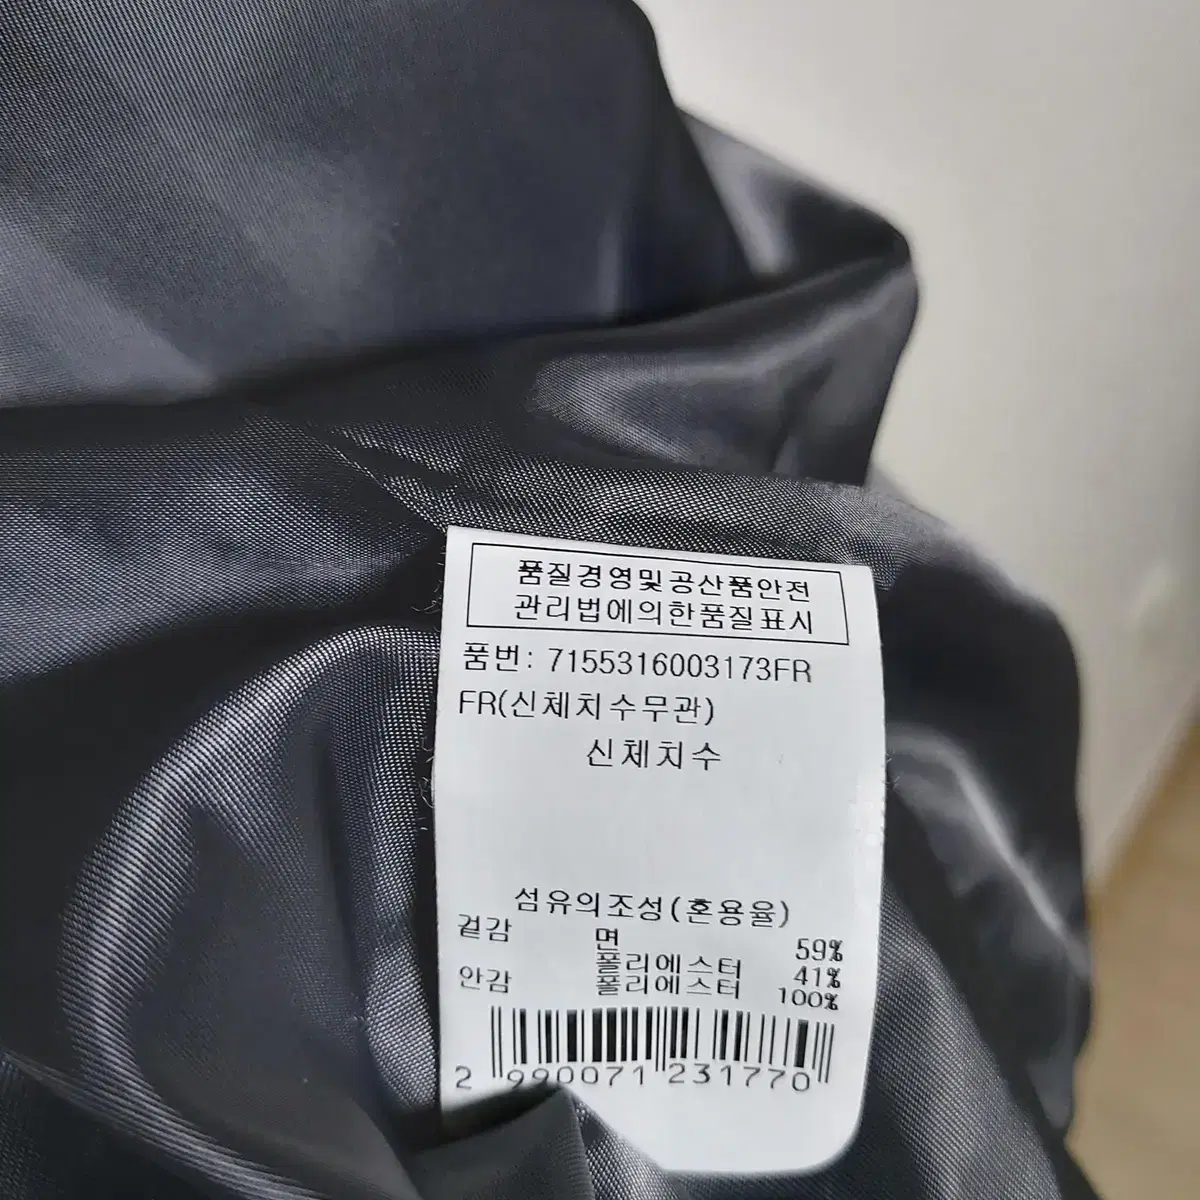 품질경영및공산품안전
관리법에의한품질표시
품번: 7155316003173FR
FR(신체치수무관)
신체치수
섬유의조성(혼용율)
겉감 면 59%
폴리에스터 41%
안감 폴리에스터 100%
2 990071 231770